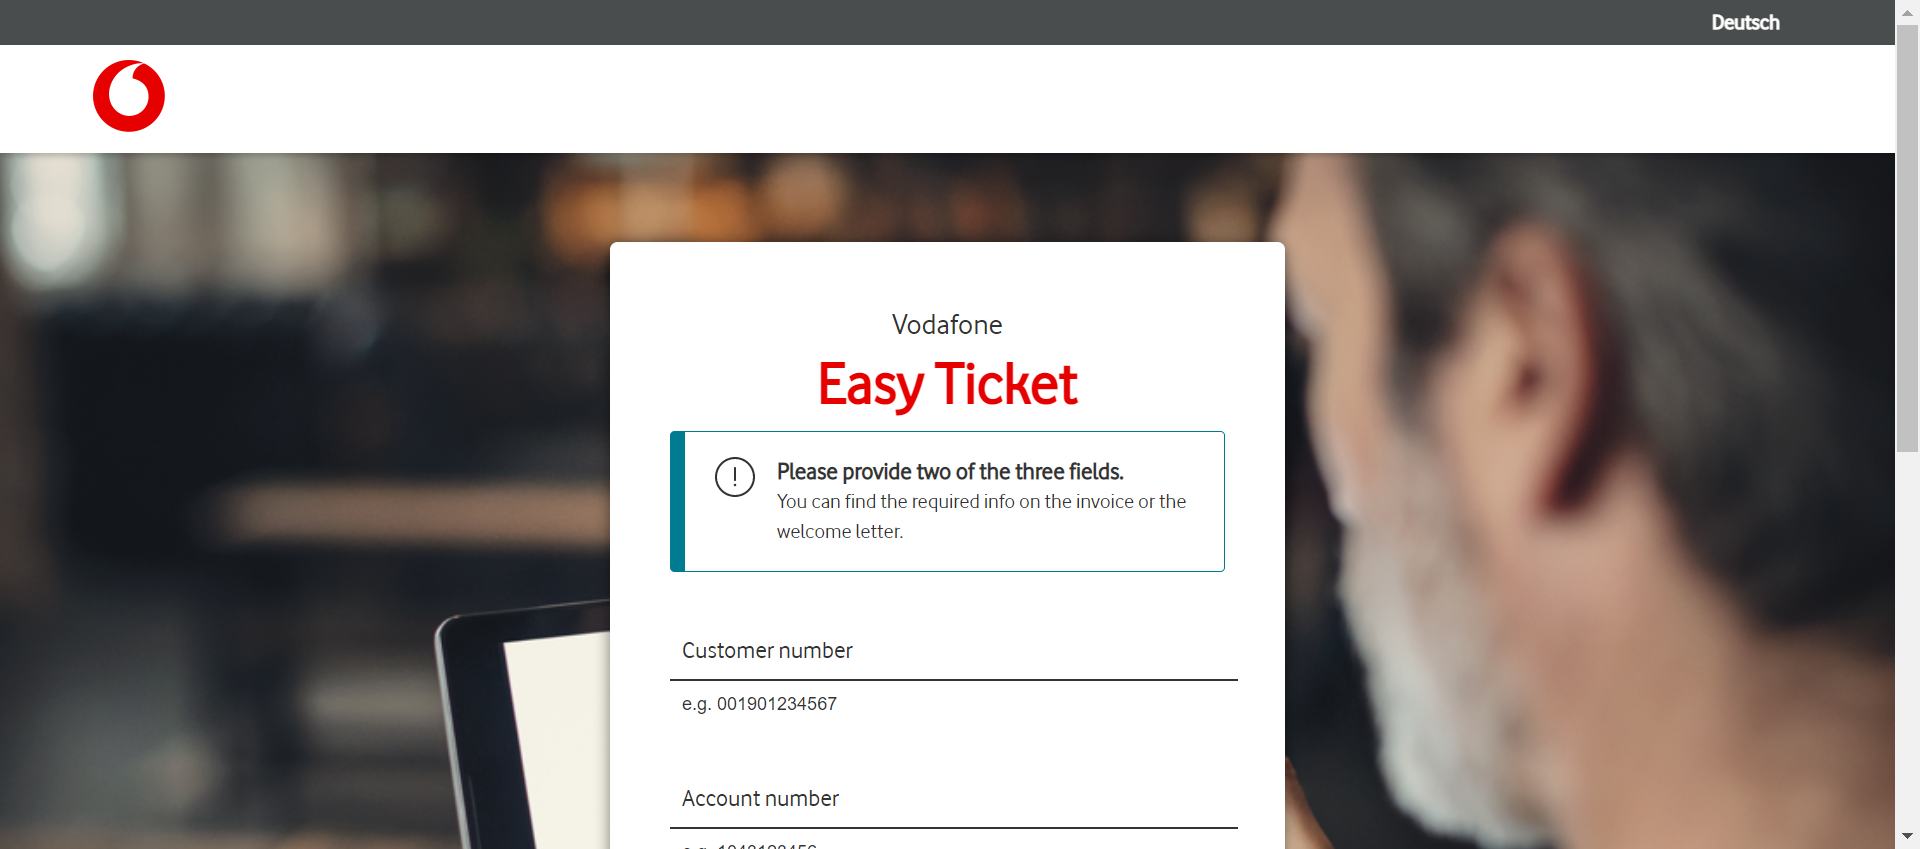 Deutsch
Vodafone
Easy Ticket
Please provide two of the three fields.
You can find the required info on the invoice or the
welcome letter.
Customer number
e.g. 001901234567
Account number